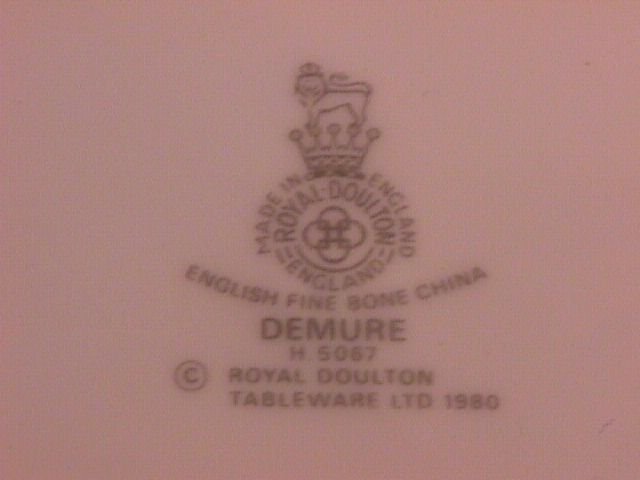 MADE IN ENGLAND
ROYAL·DOULTON
ENGLAND
ENGLISH FINE BONE CHINA
DEMURE
H. 5067
© ROYAL DOULTON
TABLEWARE LTD 1980